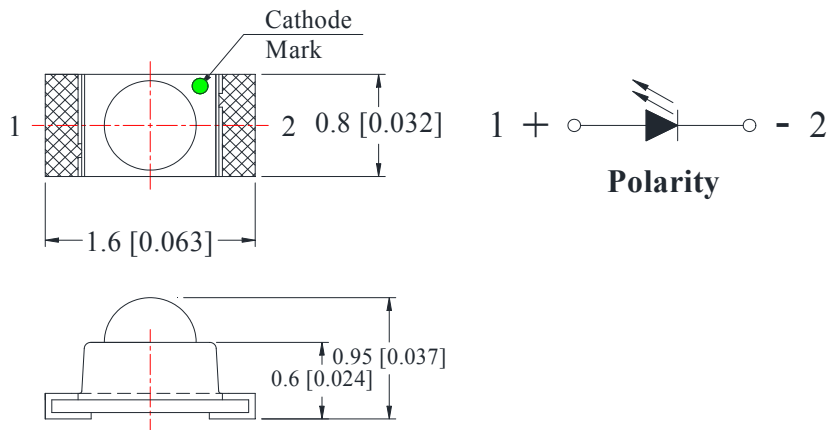 Cathode
Mark
1
2
0.8 [0.032]
1 + - 2
Polarity
1.6 [0.063]
0.95 [0.037]
0.6 [0.024]